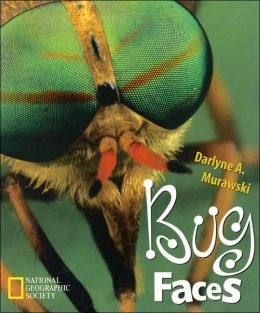 Darlyne A.
Murawski
Bug
Faces
NATIONAL
GEOGRAPHIC
SOCIETY